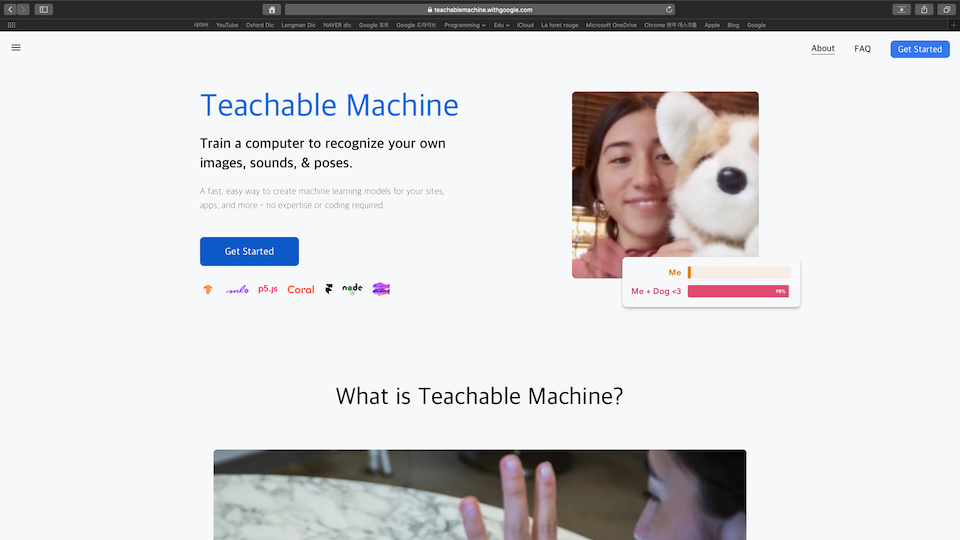 teachablemachine.withgoogle.com
네이버 YouTube Oxford Dic Longman Dic NAVER dic Google 포토 Google 드라이브 Programming Edu iCloud La foret rouge Microsoft OneDrive Chrome 원격 데스크톱 Apple Bing Google
About FAQ Get Started
Teachable Machine
Train a computer to recognize your own
images, sounds, & poses.
A fast, easy way to create machine learning models for your sites,
apps, and more – no expertise or coding required.
Get Started
p5.js Coral node
Me
Me + Dog <3 98%
What is Teachable Machine?